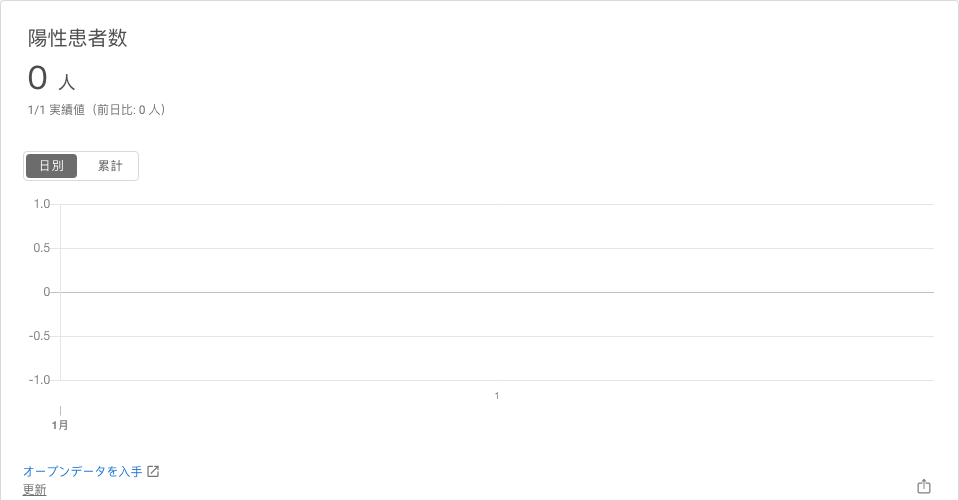 陽性患者数
0 人
1/1 実績値（前日比: 0 人）
日別 累計
1.0
0.5
0
-0.5
-1.0
1
1月
オープンデータを入手
更新